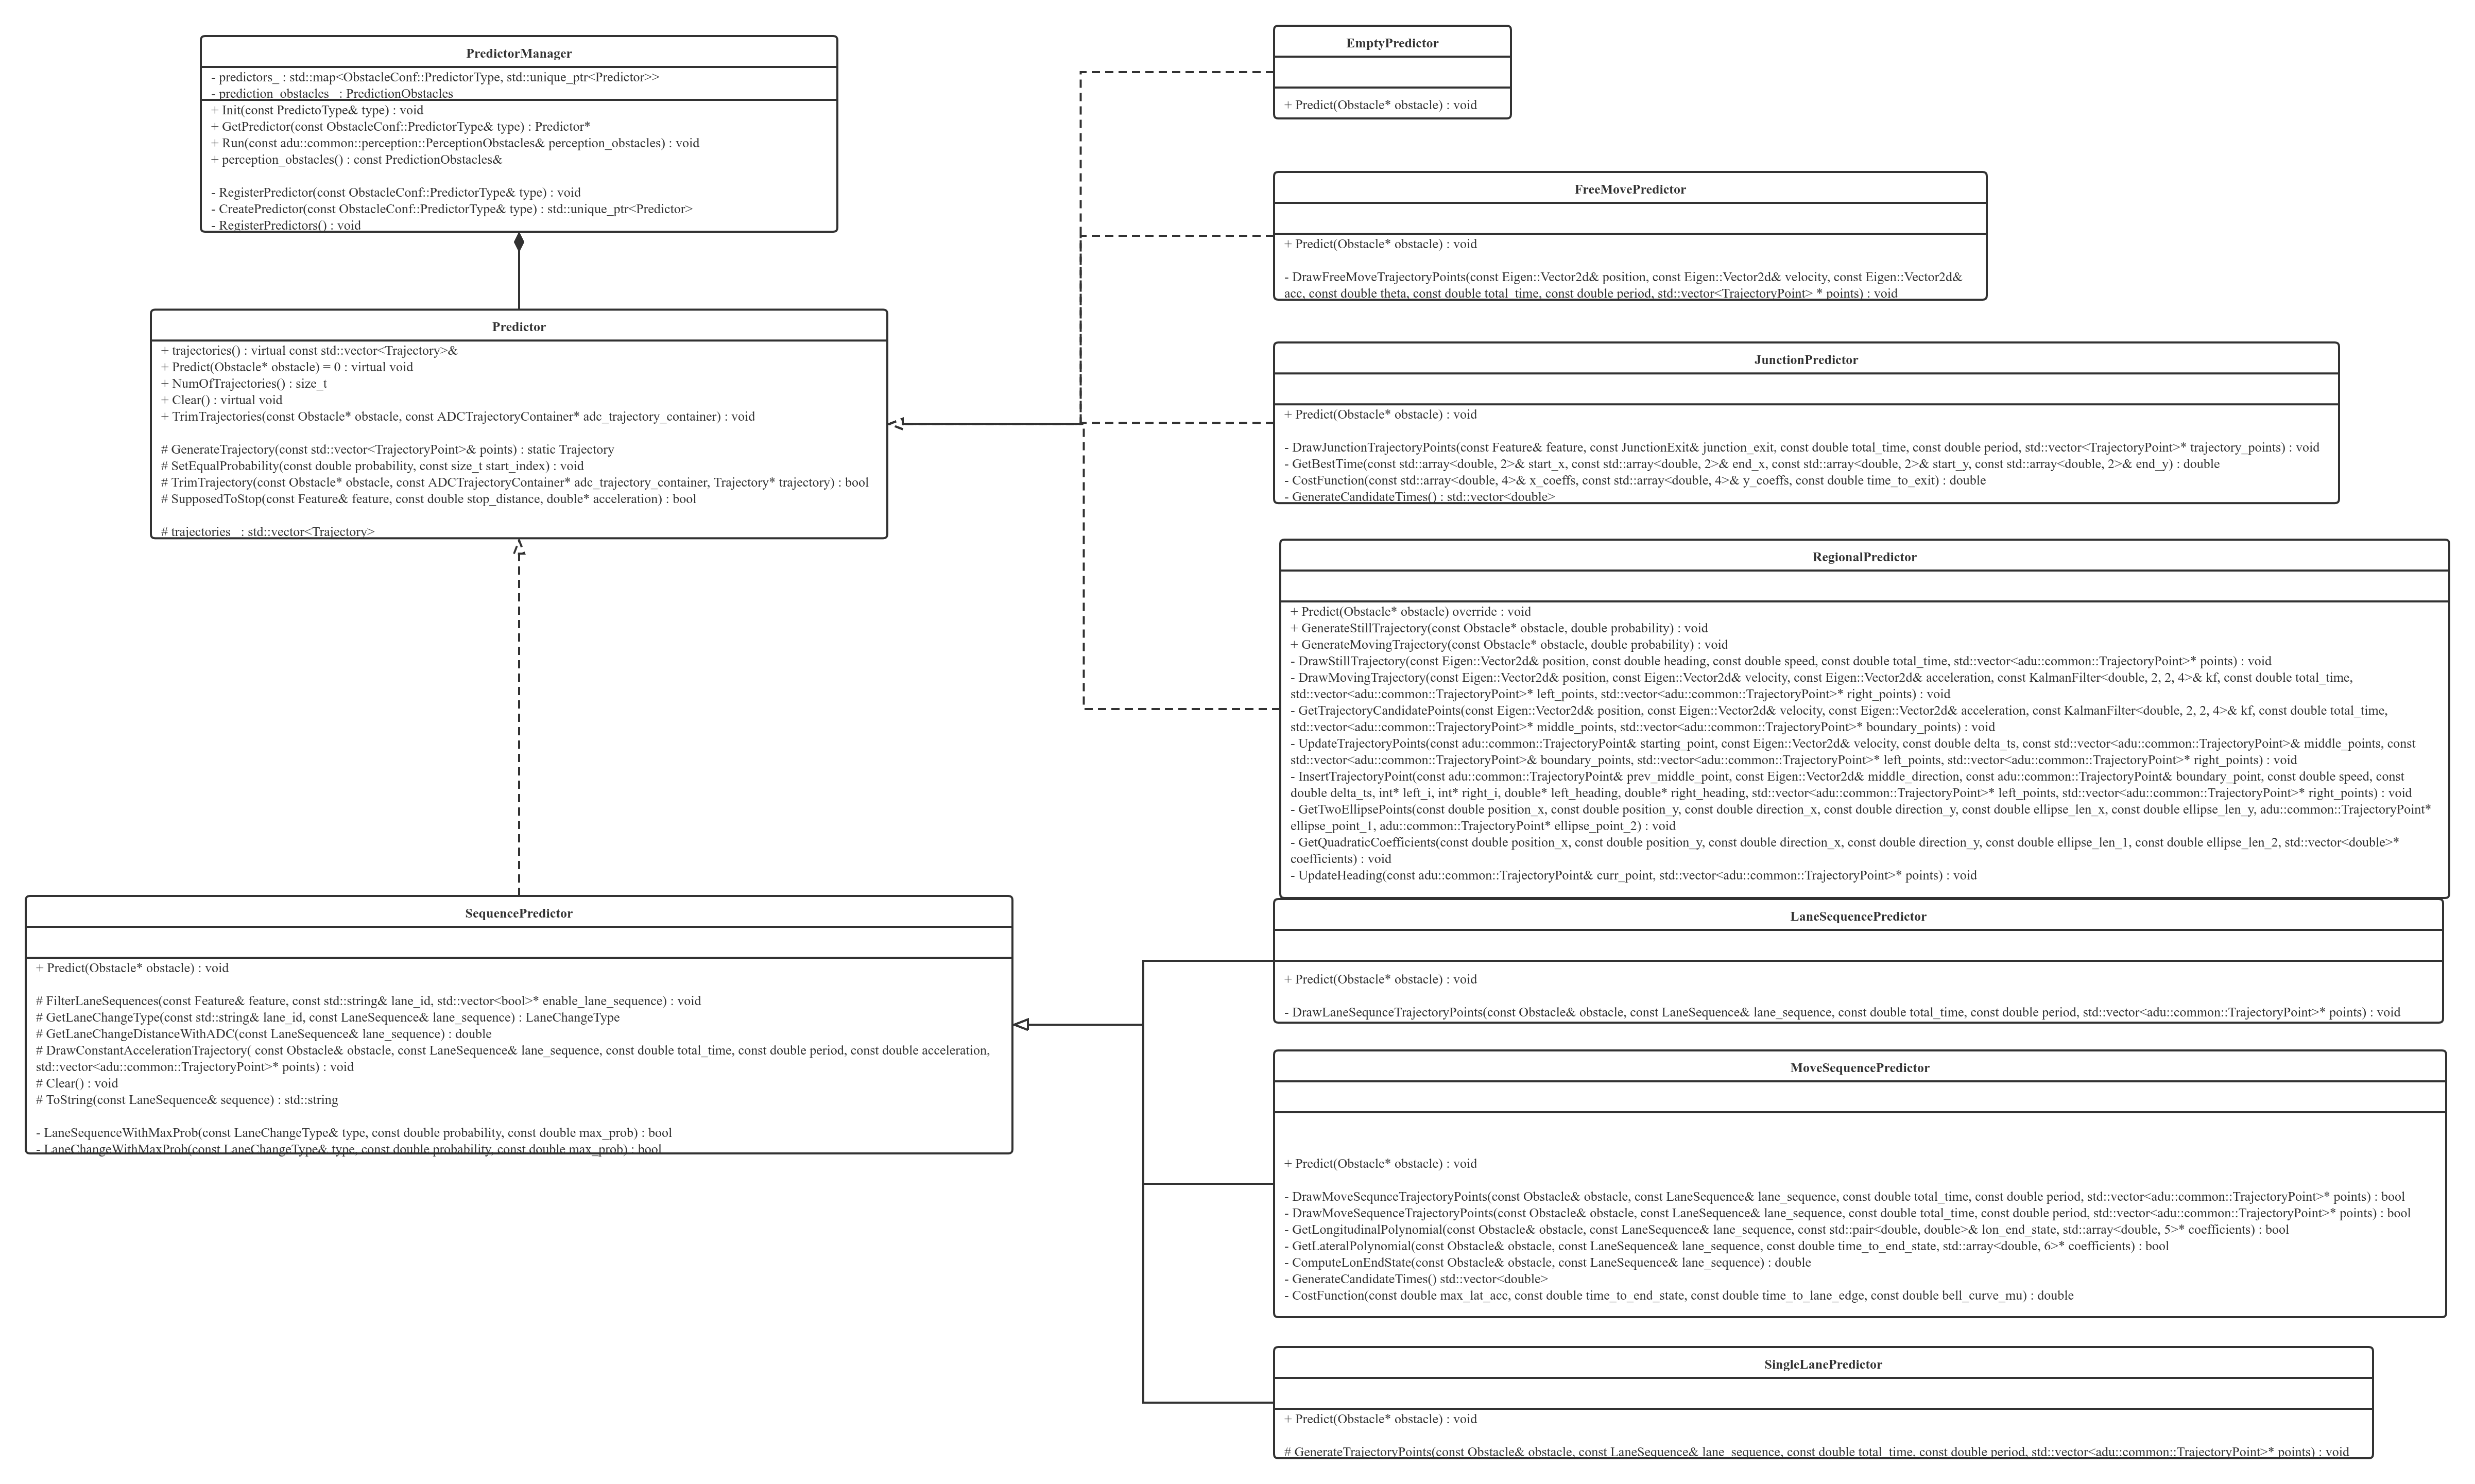 PredictorManager
- predictors_ : std::map<ObstacleConf::PredictorType, std::unique_ptr<Predictor>>
- prediction_obstacles_ : PredictionObstacles
+ Init(const PredictoType& type) : void
+ GetPredictor(const ObstacleConf::PredictorType& type) : Predictor*
+ Run(const adu::common::perception::PerceptionObstacles& perception_obstacles) : void
+ perception_obstacles() : const PredictionObstacles&
- RegisterPredictor(const ObstacleConf::PredictorType& type) : void
- CreatePredictor(const ObstacleConf::PredictorType& type) : std::unique_ptr<Predictor>
- RegisterPredictors() : void
Predictor
+ trajectories() : virtual const std::vector<Trajectory>&
+ Predict(Obstacle* obstacle) = 0 : virtual void
+ NumOfTrajectories() : size_t
+ Clear() : virtual void
+ TrimTrajectories(const Obstacle* obstacle, const ADCTrajectoryContainer* adc_trajectory_container) : void
# GenerateTrajectory(const std::vector<TrajectoryPoint>& points) : static Trajectory
# SetEqualProbability(const double probability, const size_t start_index) : void
# TrimTrajectory(const Obstacle* obstacle, const ADCTrajectoryContainer* adc_trajectory_container, Trajectory* trajectory) : bool
# SupposedToStop(const Feature& feature, const double stop_distance, double* acceleration) : bool
# trajectories_ : std::vector<Trajectory>
SequencePredictor
+ Predict(Obstacle* obstacle) : void
# FilterLaneSequences(const Feature& feature, const std::string& lane_id, std::vector<bool>* enable_lane_sequence) : void
# GetLaneChangeType(const std::string& lane_id, const LaneSequence& lane_sequence) : LaneChangeType
# GetLaneChangeDistanceWithADC(const LaneSequence& lane_sequence) : double
# DrawConstantAccelerationTrajectory( const Obstacle& obstacle, const LaneSequence& lane_sequence, const double total_time, const double period, const double acceleration,
std::vector<adu::common::TrajectoryPoint>* points) : void
# Clear() : void
# ToString(const LaneSequence& sequence) : std::string
- LaneSequenceWithMaxProb(const LaneChangeType& type, const double probability, const double max_prob) : bool
- LaneChangeWithMaxProb(const LaneChangeType& type, const double probability, const double max_prob) : bool
EmptyPredictor
+ Predict(Obstacle* obstacle) : void
FreeMovePredictor
+ Predict(Obstacle* obstacle) : void
- DrawFreeMoveTrajectoryPoints(const Eigen::Vector2d& position, const Eigen::Vector2d& velocity, const Eigen::Vector2d&
acc, const double theta, const double total_time, const double period, std::vector<TrajectoryPoint> * points) : void
JunctionPredictor
+ Predict(Obstacle* obstacle) : void
- DrawJunctionTrajectoryPoints(const Feature& feature, const JunctionExit& junction_exit, const double total_time, const double period, std::vector<TrajectoryPoint>* trajectory_points) : void
- GetBestTime(const std::array<double, 2>& start_x, const std::array<double, 2>& end_x, const std::array<double, 2>& start_y, const std::array<double, 2>& end_y) : double
- CostFunction(const std::array<double, 4>& x_coeffs, const std::array<double, 4>& y_coeffs, const double time_to_exit) : double
- GenerateCandidateTimes() : std::vector<double>
RegionalPredictor
+ Predict(Obstacle* obstacle) override : void
+ GenerateStillTrajectory(const Obstacle* obstacle, double probability) : void
+ GenerateMovingTrajectory(const Obstacle* obstacle, double probability) : void
- DrawStillTrajectory(const Eigen::Vector2d& position, const double heading, const double speed, const double total_time, std::vector<adu::common::TrajectoryPoint>* points) : void
- DrawMovingTrajectory(const Eigen::Vector2d& position, const Eigen::Vector2d& velocity, const Eigen::Vector2d& acceleration, const KalmanFilter<double, 2, 2, 4>& kf, const double total_time,
std::vector<adu::common::TrajectoryPoint>* left_points, std::vector<adu::common::TrajectoryPoint>* right_points) : void
- GetTrajectoryCandidatePoints(const Eigen::Vector2d& position, const Eigen::Vector2d& velocity, const Eigen::Vector2d& acceleration, const KalmanFilter<double, 2, 2, 4>& kf, const double total_time,
std::vector<adu::common::TrajectoryPoint>* middle_points, std::vector<adu::common::TrajectoryPoint>* boundary_points) : void
- UpdateTrajectoryPoints(const adu::common::TrajectoryPoint& starting_point, const Eigen::Vector2d& velocity, const double delta_ts, const std::vector<adu::common::TrajectoryPoint>& middle_points, const
std::vector<adu::common::TrajectoryPoint>& boundary_points, std::vector<adu::common::TrajectoryPoint>* left_points, std::vector<adu::common::TrajectoryPoint>* right_points) : void
- InsertTrajectoryPoint(const adu::common::TrajectoryPoint& prev_middle_point, const Eigen::Vector2d& middle_direction, const adu::common::TrajectoryPoint& boundary_point, const double speed, const
double delta_ts, int* left_i, int* right_i, double* left_heading, double* right_heading, std::vector<adu::common::TrajectoryPoint>* left_points, std::vector<adu::common::TrajectoryPoint>* right_points) : void
- GetTwoEllipsePoints(const double position_x, const double position_y, const double direction_x, const double direction_y, const double ellipse_len_x, const double ellipse_len_y, adu::common::TrajectoryPoint*
ellipse_point_1, adu::common::TrajectoryPoint* ellipse_point_2) : void
- GetQuadraticCoefficients(const double position_x, const double position_y, const double direction_x, const double direction_y, const double ellipse_len_1, const double ellipse_len_2, std::vector<double>*
coefficients) : void
- UpdateHeading(const adu::common::TrajectoryPoint& curr_point, std::vector<adu::common::TrajectoryPoint>* points) : void
LaneSequencePredictor
+ Predict(Obstacle* obstacle) : void
- DrawLaneSequnceTrajectoryPoints(const Obstacle& obstacle, const LaneSequence& lane_sequence, const double total_time, const double period, std::vector<adu::common::TrajectoryPoint>* points) : void
MoveSequencePredictor
+ Predict(Obstacle* obstacle) : void
- DrawMoveSequnceTrajectoryPoints(const Obstacle& obstacle, const LaneSequence& lane_sequence, const double total_time, const double period, std::vector<adu::common::TrajectoryPoint>* points) : bool
- DrawMoveSequenceTrajectoryPoints(const Obstacle& obstacle, const LaneSequence& lane_sequence, const double total_time, const double period, std::vector<adu::common::TrajectoryPoint>* points) : bool
- GetLongitudinalPolynomial(const Obstacle& obstacle, const LaneSequence& lane_sequence, const std::pair<double, double>& lon_end_state, std::array<double, 5>* coefficients) : bool
- GetLateralPolynomial(const Obstacle& obstacle, const LaneSequence& lane_sequence, const double time_to_end_state, std::array<double, 6>* coefficients) : bool
- ComputeLonEndState(const Obstacle& obstacle, const LaneSequence& lane_sequence) : double
- GenerateCandidateTimes() std::vector<double>
- CostFunction(const double max_lat_acc, const double time_to_end_state, const double time_to_lane_edge, const double bell_curve_mu) : double
SingleLanePredictor
+ Predict(Obstacle* obstacle) : void
# GenerateTrajectoryPoints(const Obstacle& obstacle, const LaneSequence& lane_sequence, const double total_time, const double period, std::vector<adu::common::TrajectoryPoint>* points) : void